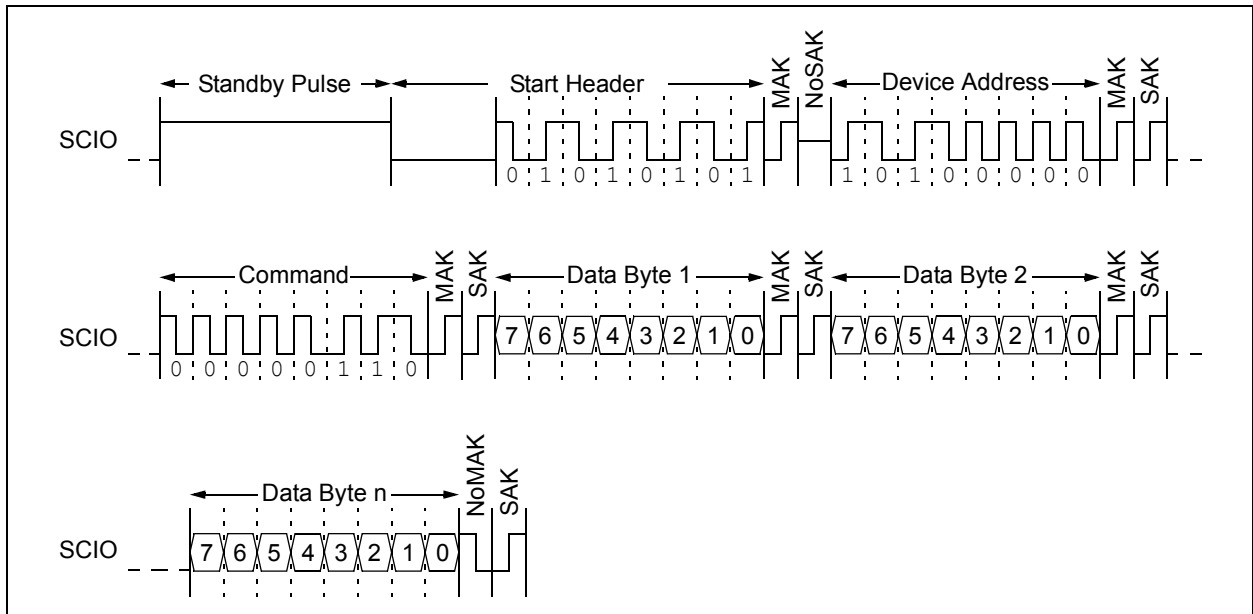 MAK
NoSAK
MAK
SAK
Standby Pulse
Start Header
Device Address
SCIO
0 1 0 1 0 1 0 1
1 0 1 0 0 0 0 0
MAK
SAK
MAK
SAK
MAK
SAK
Command
Data Byte 1
Data Byte 2
SCIO
7 6 5 4 3 2 1 0
7 6 5 4 3 2 1 0
0 0 0 0 0 1 1 0
NoMAK
SAK
Data Byte n
SCIO
7 6 5 4 3 2 1 0